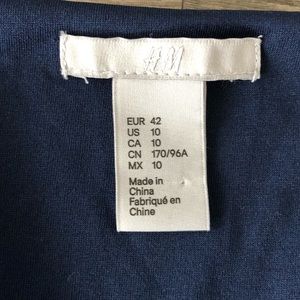 H&M
EUR 42
US 10
CA 10
CN 170/96A
MX 10
Made in
China
Fabriqué en
Chine